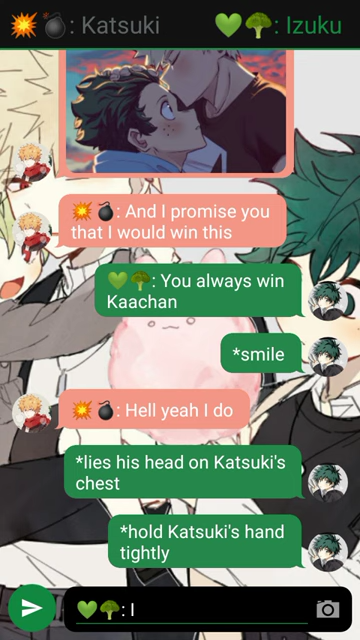 💥💣: Katsuki 💚🌳: Izuku
💥💣: And I promise you
that I would win this
💚🌳: You always win
Kaachan
*smile
💥💣: Hell yeah I do
*lies his head on Katsuki's
chest
*hold Katsuki's hand
tightly
💚🌳: I